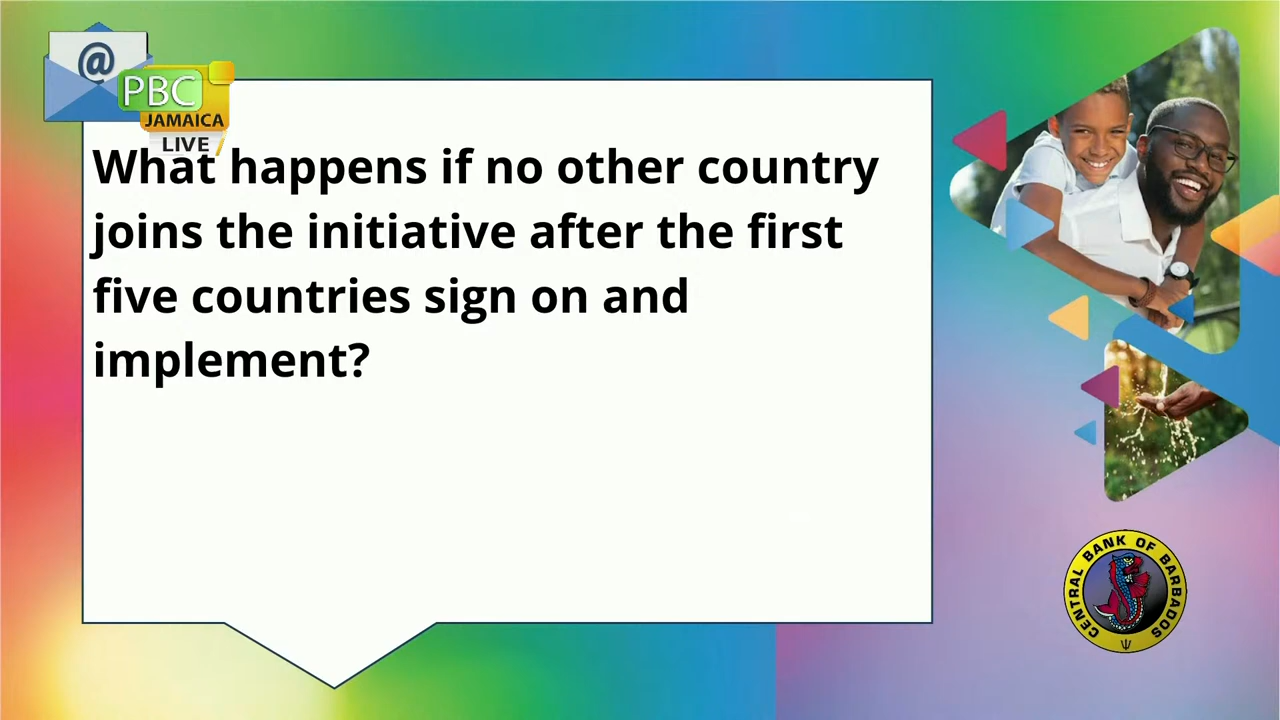 @
PBC
JAMAICA
LIVE
What happens if no other country
joins the initiative after the first
five countries sign on and
implement?
CENTRAL BANK OF BARBADOS